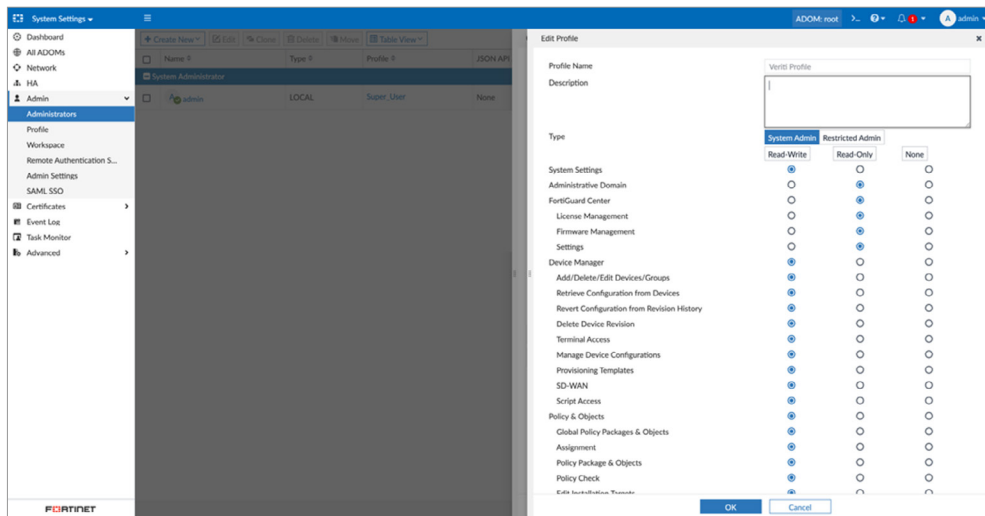 System Settings
ADOM: root
1
A admin
Dashboard
All ADOMs
Network
HA
Admin
Administrators
Profile
Workspace
Remote Authentication S...
Admin Settings
SAML SSO
Certificates
Event Log
Task Monitor
Advanced
FORTINET
+ Create New Edit Clone Delete Move Table View
Name Type Profile JSON API
System Administrator
admin LOCAL Super_User None
Edit Profile
Profile Name Veriti Profile
Description
Type System Admin Restricted Admin
Read-Write Read-Only None
System Settings
Administrative Domain
FortiGuard Center
License Management
Firmware Management
Settings
Device Manager
Add/Delete/Edit Devices/Groups
Retrieve Configuration from Devices
Revert Configuration from Revision History
Delete Device Revision
Terminal Access
Manage Device Configurations
Provisioning Templates
SD-WAN
Script Access
Policy & Objects
Global Policy Packages & Objects
Assignment
Policy Package & Objects
Policy Check
Edit Installation Targets
OK Cancel